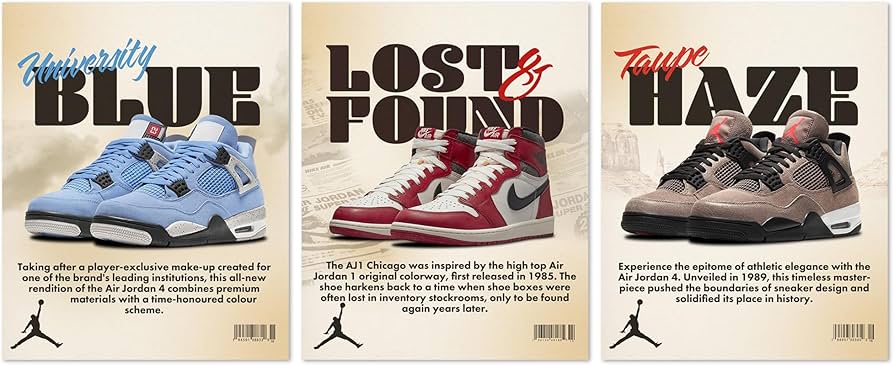 University
BLUE
Taking after a player-exclusive make-up created for
one of the brand's leading institutions, this all-new
rendition of the Air Jordan 4 combines premium
materials with a time-honoured colour
scheme.
LOST &
FOUND
The AJ1 Chicago was inspired by the high top Air
Jordan 1 original colorway, first released in 1985. The
shoe harkens back to a time when shoe boxes were
often lost in inventory stockrooms, only to be found
again years later.
Taupe
HAZE
Experience the epitome of athletic elegance with the
Air Jordan 4. Unveiled in 1989, this timeless master-
piece pushed the boundaries of sneaker design and
solidified its place in history.